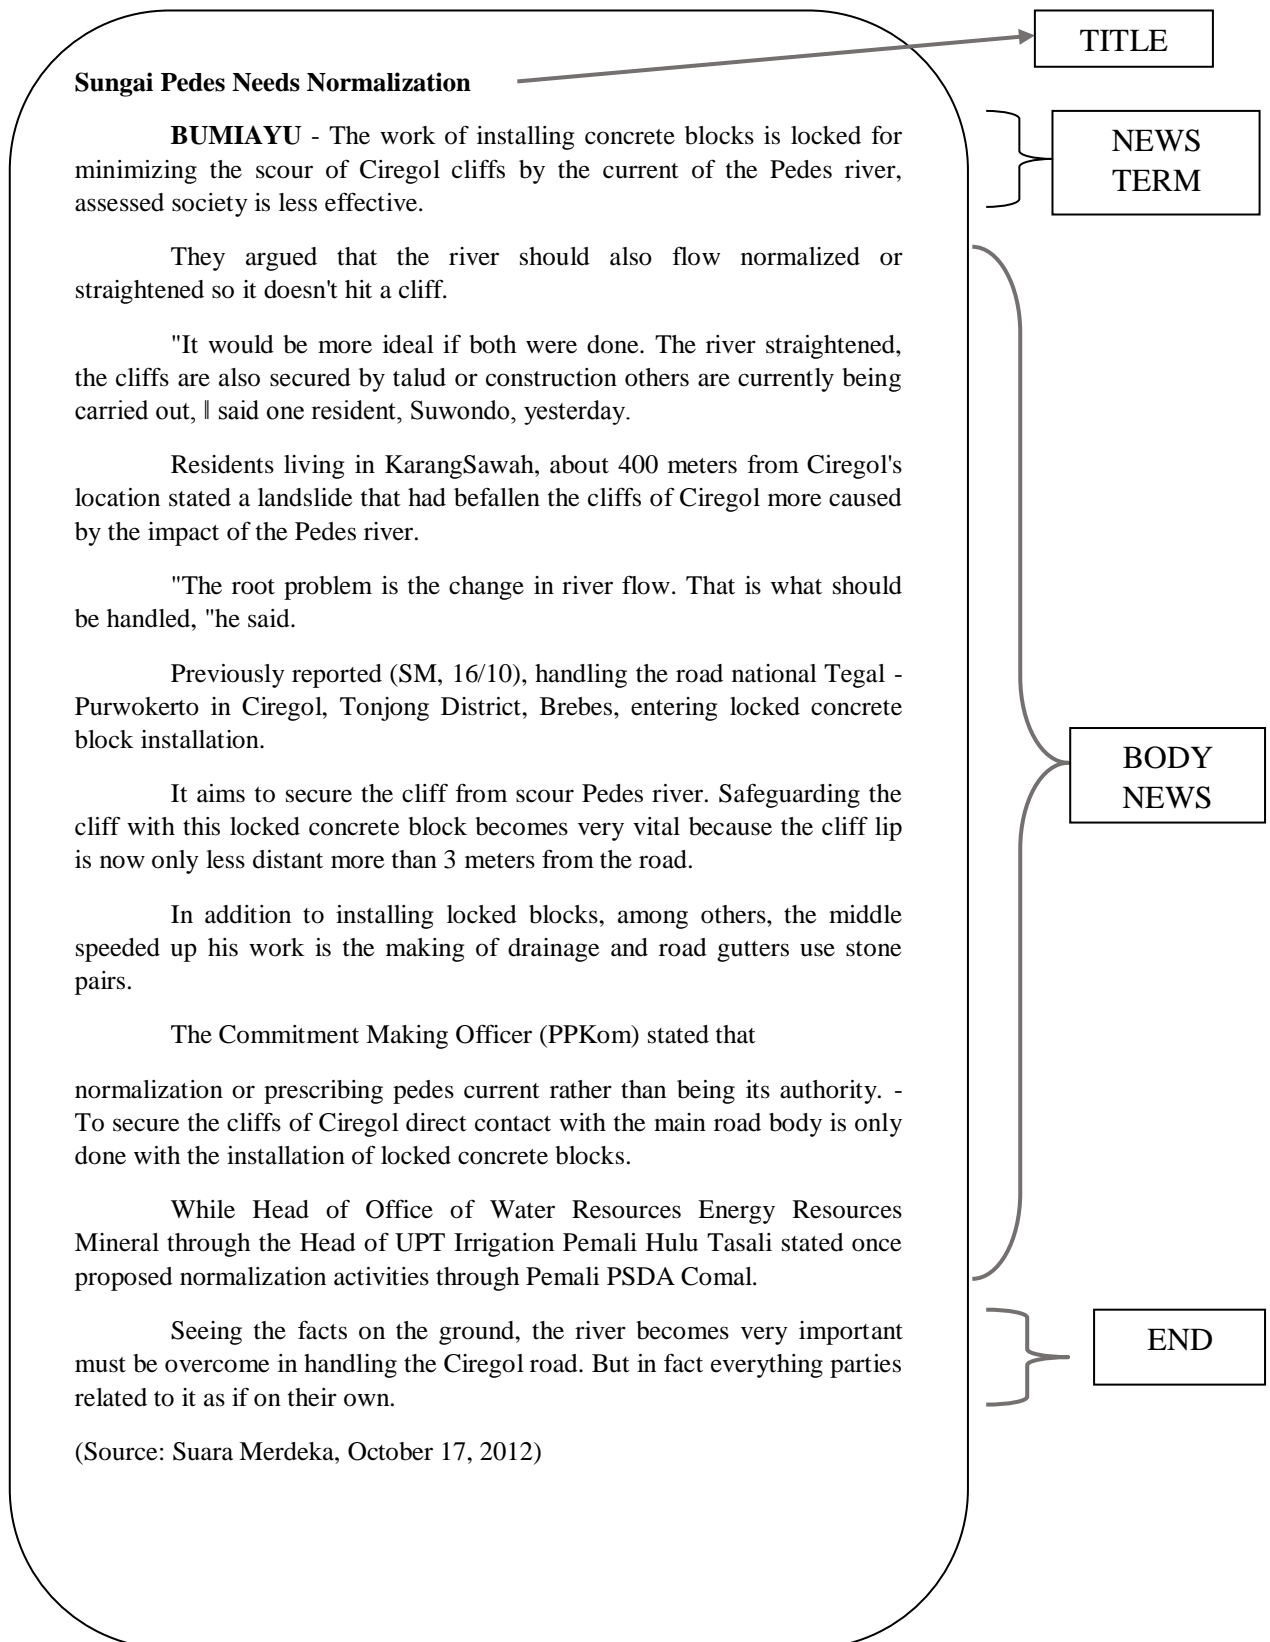 TITLE
Sungai Pedes Needs Normalization
NEWS
TERM
BUMIAYU - The work of installing concrete blocks is locked for
minimizing the scour of Ciregol cliffs by the current of the Pedes river,
assessed society is less effective.
They argued that the river should also flow normalized or
straightened so it doesn't hit a cliff.
"It would be more ideal if both were done. The river straightened,
the cliffs are also secured by talud or construction others are currently being
carried out, ‖ said one resident, Suwondo, yesterday.
Residents living in KarangSawah, about 400 meters from Ciregol's
location stated a landslide that had befallen the cliffs of Ciregol more caused
by the impact of the Pedes river.
"The root problem is the change in river flow. That is what should
be handled, "he said.
Previously reported (SM, 16/10), handling the road national Tegal -
Purwokerto in Ciregol, Tonjong District, Brebes, entering locked concrete
block installation.
It aims to secure the cliff from scour Pedes river. Safeguarding the
cliff with this locked concrete block becomes very vital because the cliff lip
is now only less distant more than 3 meters from the road.
In addition to installing locked blocks, among others, the middle
speeded up his work is the making of drainage and road gutters use stone
pairs.
The Commitment Making Officer (PPKom) stated that
normalization or prescribing pedes current rather than being its authority. -
To secure the cliffs of Ciregol direct contact with the main road body is only
done with the installation of locked concrete blocks.
While Head of Office of Water Resources Energy Resources
Mineral through the Head of UPT Irrigation Pemali Hulu Tasali stated once
proposed normalization activities through Pemali PSDA Comal.
BODY
NEWS
Seeing the facts on the ground, the river becomes very important
must be overcome in handling the Ciregol road. But in fact everything parties
related to it as if on their own.
END
(Source: Suara Merdeka, October 17, 2012)